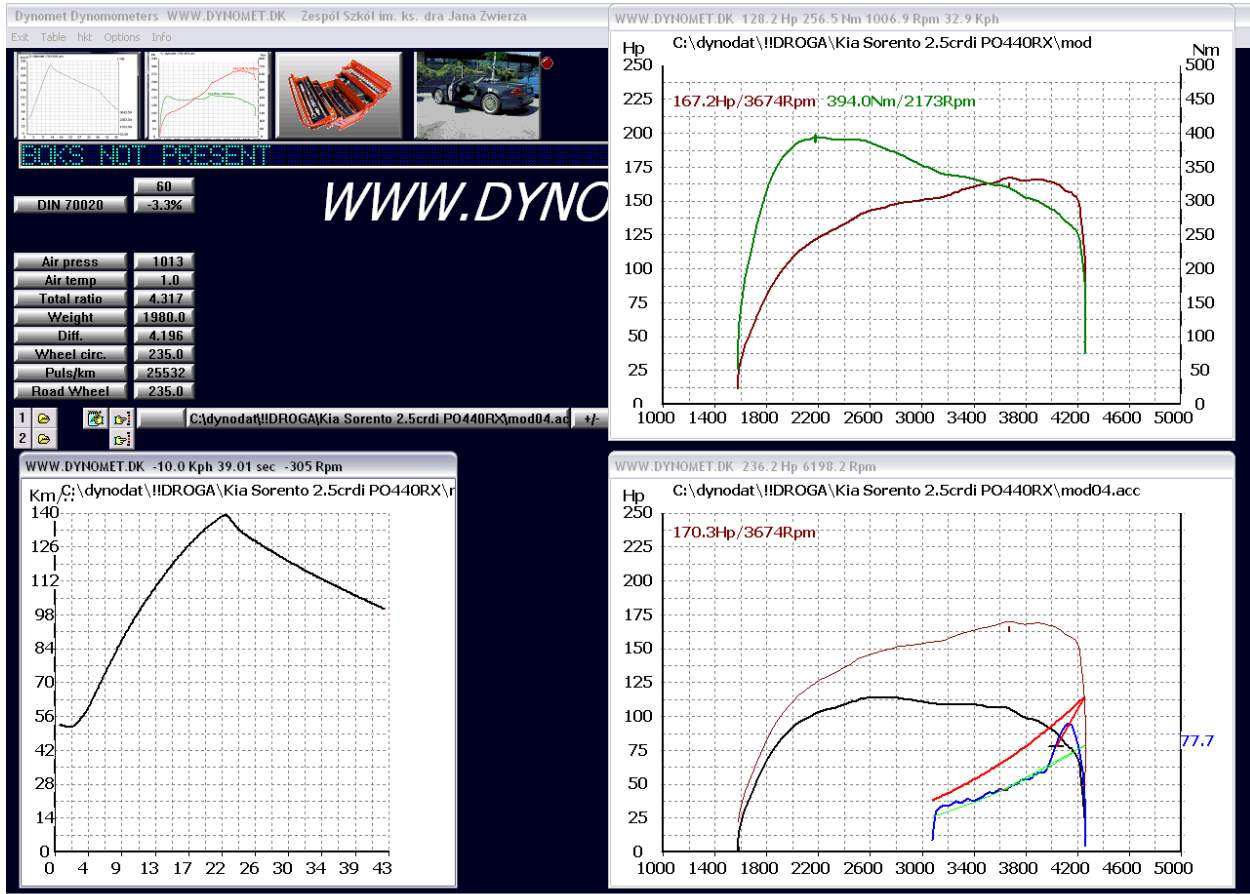 Dynomet Dynomometers WWW.DYNOMET.DK Zespół Szkół im. ks. dra Jana Zwierza
Exit Table hkt Options Info
BOKS NOT PRESENT
60
DIN 70020 -3.3%
WWW.DYNO
Air press 1013
Air temp 1.0
Total ratio 4.317
Weight 1980.0
Diff. 4.196
Wheel circ. 235.0
Puls/km 25532
Road Wheel 235.0
1 C:\dynodat\!!DROGA\Kia Sorento 2.5crdi PO440RX\mod04.ac +/-
2
WWW.DYNOMET.DK 128.2 Hp 256.5 Nm 1006.9 Rpm 32.9 Kph
C:\dynodat\!!DROGA\Kia Sorento 2.5crdi PO440RX\mod
Hp Nm
167.2Hp/3674Rpm 394.0Nm/2173Rpm
250 500
225 450
200 400
175 350
150 300
125 250
100 200
75 150
50 100
25 50
0 0
1000 1400 1800 2200 2600 3000 3400 3800 4200 4600 5000
WWW.DYNOMET.DK -10.0 Kph 39.01 sec -305 Rpm
Km/ C:\dynodat\!!DROGA\Kia Sorento 2.5crdi PO440RX\
140
126
112
98
84
70
56
42
28
14
0
0 4 9 13 17 22 26 30 34 39 43
WWW.DYNOMET.DK 236.2 Hp 6198.2 Rpm
Hp C:\dynodat\!!DROGA\Kia Sorento 2.5crdi PO440RX\mod04.acc
170.3Hp/3674Rpm
250
225
200
175
150
125
100
75
50
25
0
77.7
1000 1400 1800 2200 2600 3000 3400 3800 4200 4600 5000